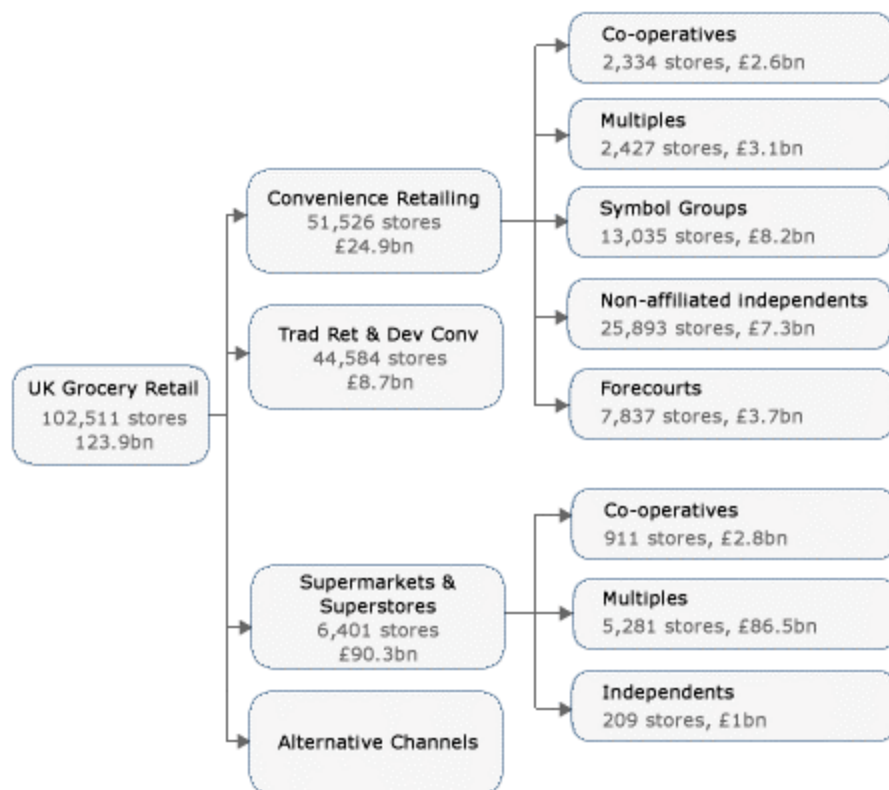 UK Grocery Retail
102,511 stores
123.9bn
Convenience Retailing
51,526 stores
£24.9bn
Trad Ret & Dev Conv
44,584 stores
£8.7bn
Supermarkets &
Superstores
6,401 stores
£90.3bn
Alternative Channels
Co-operatives
2,334 stores, £2.6bn
Multiples
2,427 stores, £3.1bn
Symbol Groups
13,035 stores, £8.2bn
Non-affiliated independents
25,893 stores, £7.3bn
Forecourts
7,837 stores, £3.7bn
Co-operatives
911 stores, £2.8bn
Multiples
5,281 stores, £86.5bn
Independents
209 stores, £1bn